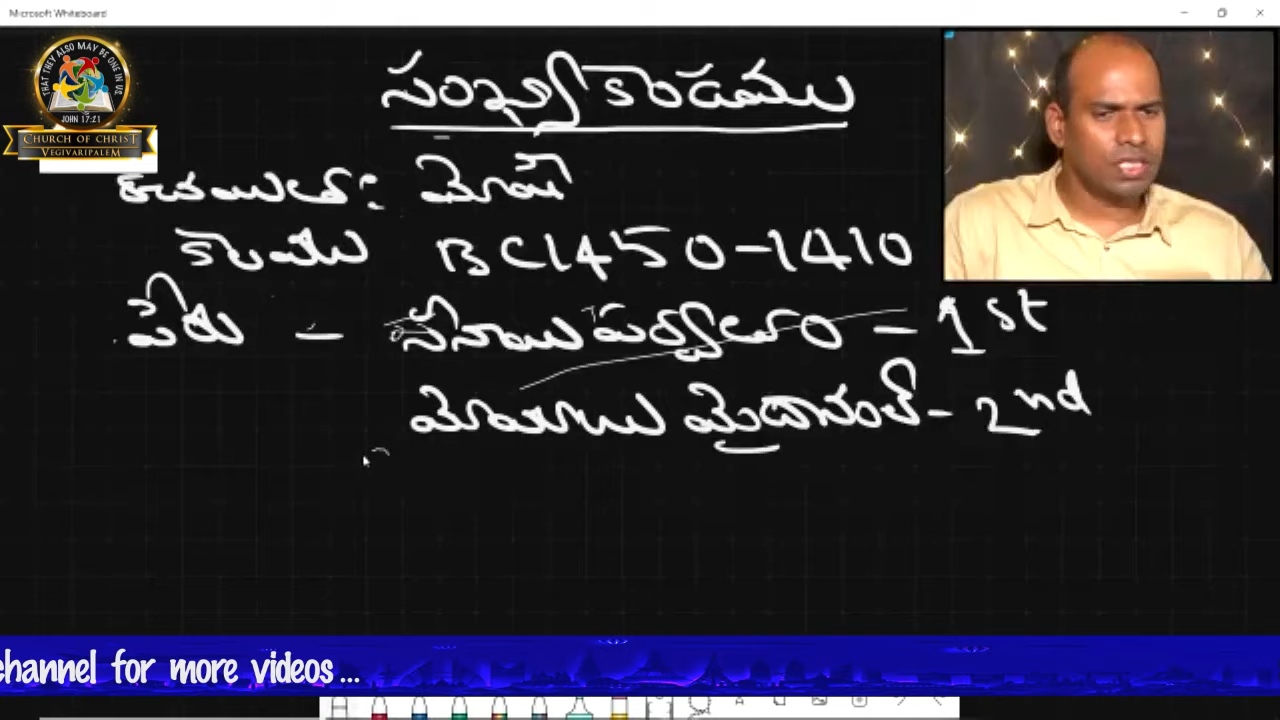 Microsoft Whiteboard
THAT THEY ALSO MAY BE ONE IN US
JOHN 17:21
CHURCH OF CHRIST
VEGIVARIPALEM
సంఖ్యాకాండము
మోషే
కాలము BC1450-1410
పేరు - సీనాయి పర్వతం - 1st
మోయాబు మైదానంలో - 2nd
channel for more videos...